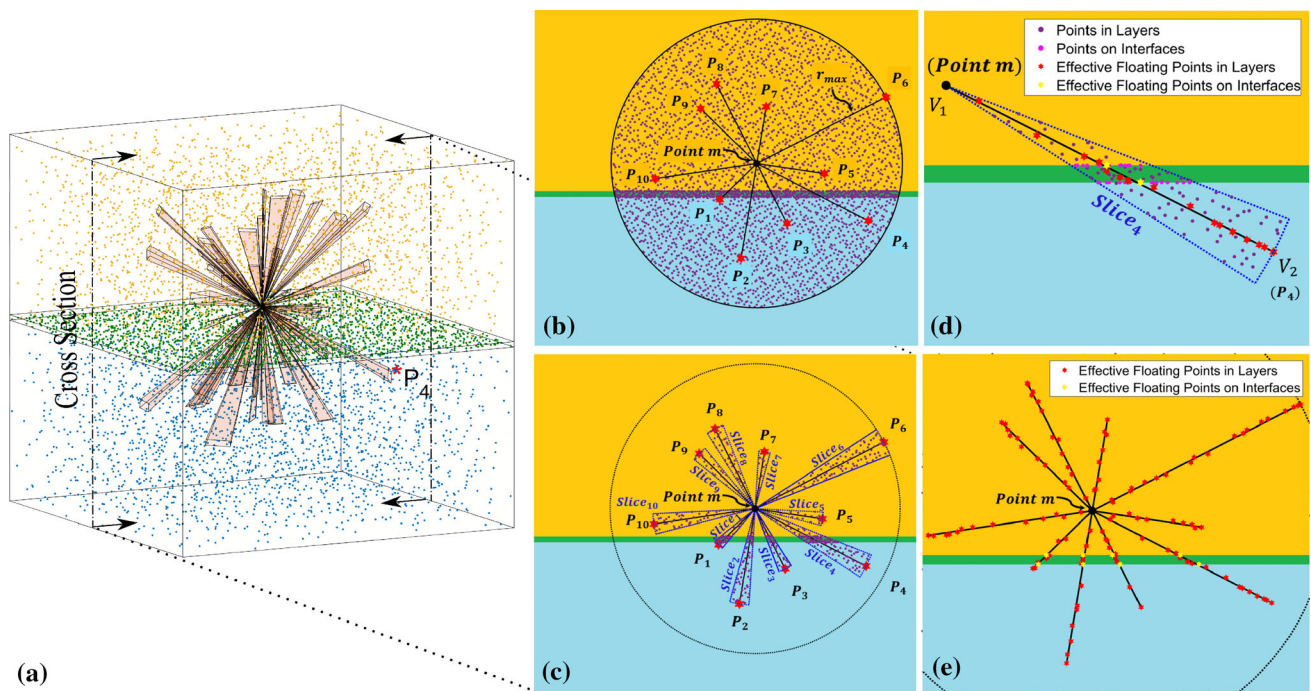 Cross Section
P₄
(a)
P₈
P₇
r_max
P₆
P₉
Point m
P₁₀
P₅
P₁
P₄
P₃
P₂
(b)
Points in Layers
Points on Interfaces
Effective Floating Points in Layers
Effective Floating Points on Interfaces
(Point m)
V₁
Slice₄
V₂
(P₄)
(d)
P₈
P₇
P₆
P₉
Slice₈
Slice₇
Slice₆
Slice₉
Point m
Slice₁₀
Slice₅
P₁₀
P₅
Slice₁
P₁
Slice₂
Slice₃
Slice₄
P₄
P₃
P₂
(c)
Effective Floating Points in Layers
Effective Floating Points on Interfaces
Point m
(e)